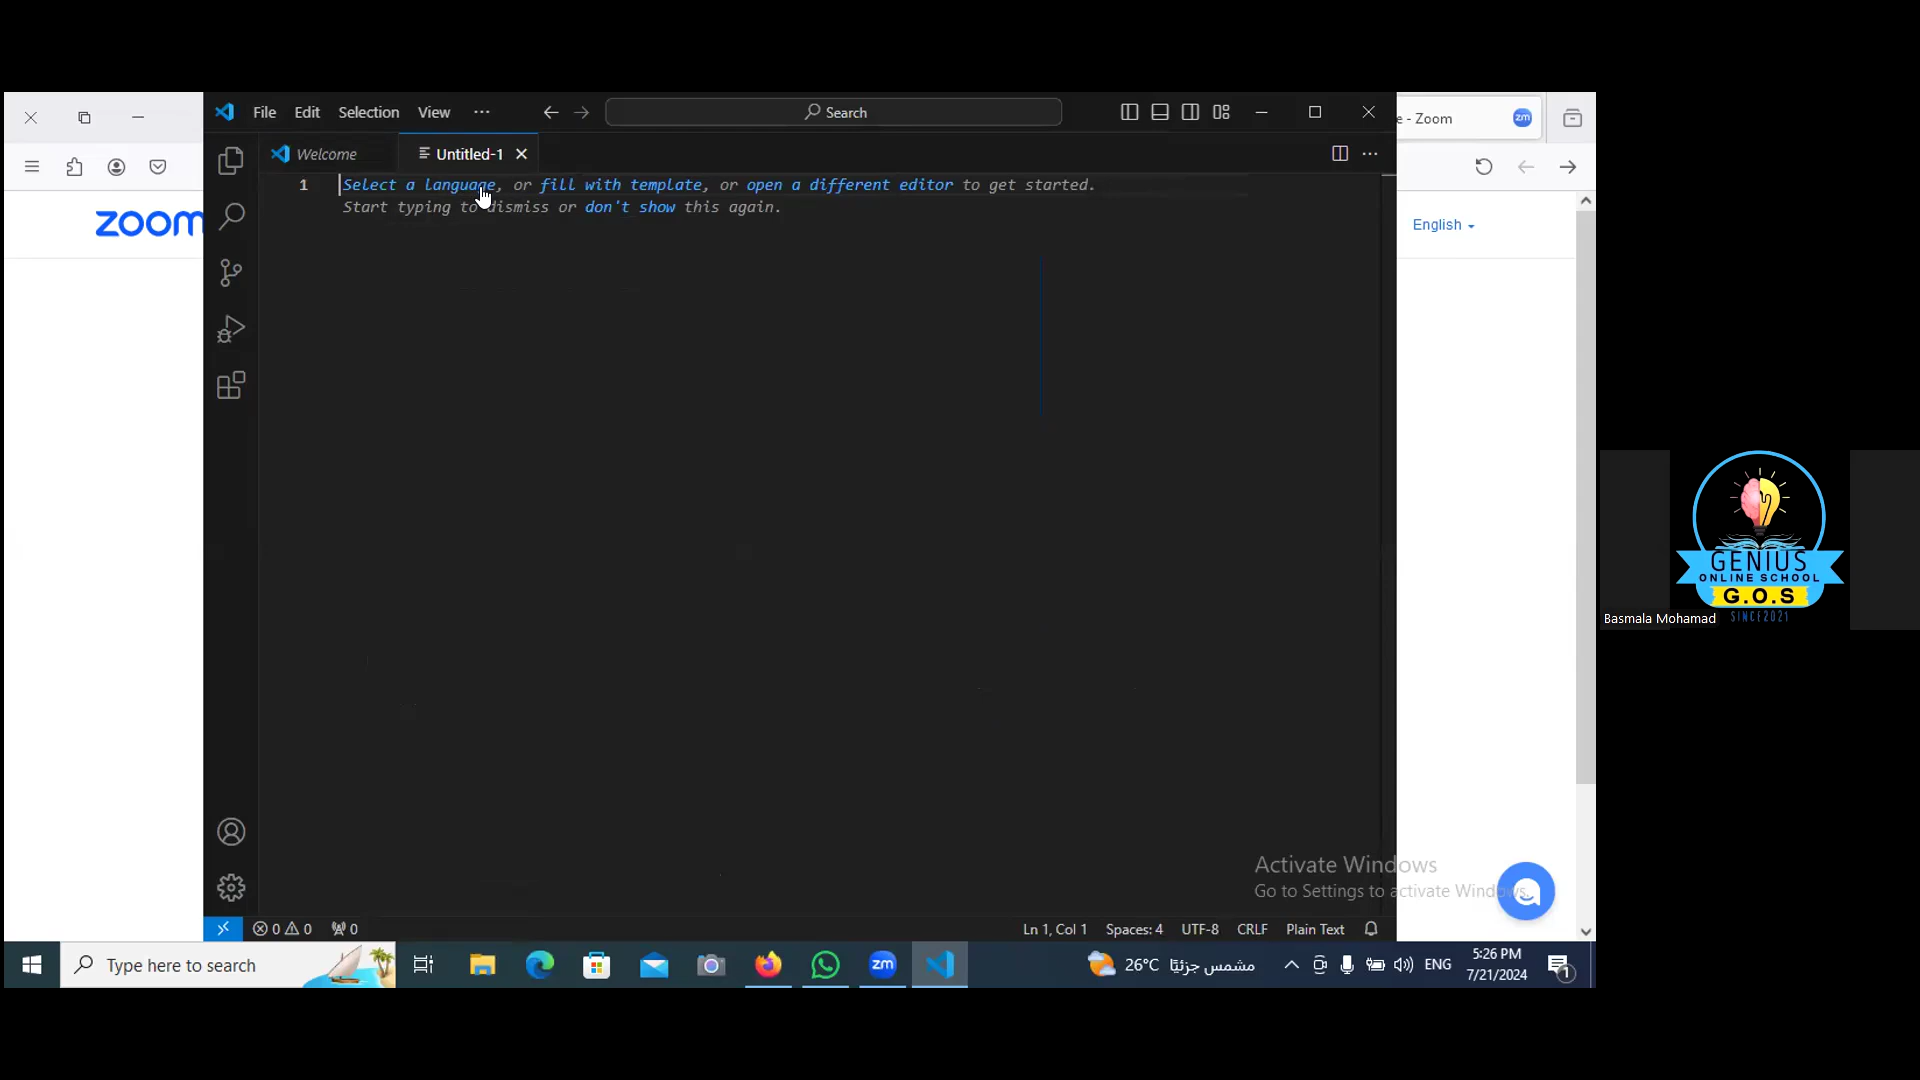 File Edit Selection View ··· Search
e - Zoom zm
Welcome Untitled-1
1 Select a language, or fill with template, or open a different editor to get started.
Start typing to dismiss or don't show this again.
zoom
English
GENIUS
ONLINE SCHOOL
G.O.S
SINCE2021
Basmala Mohamad
Activate Windows
Go to Settings to activate Windows.
0 0 0 Ln 1, Col 1 Spaces: 4 UTF-8 CRLF Plain Text
Type here to search zm 26°C مشمس جزئيًا ENG 5:26 PM
7/21/2024
1